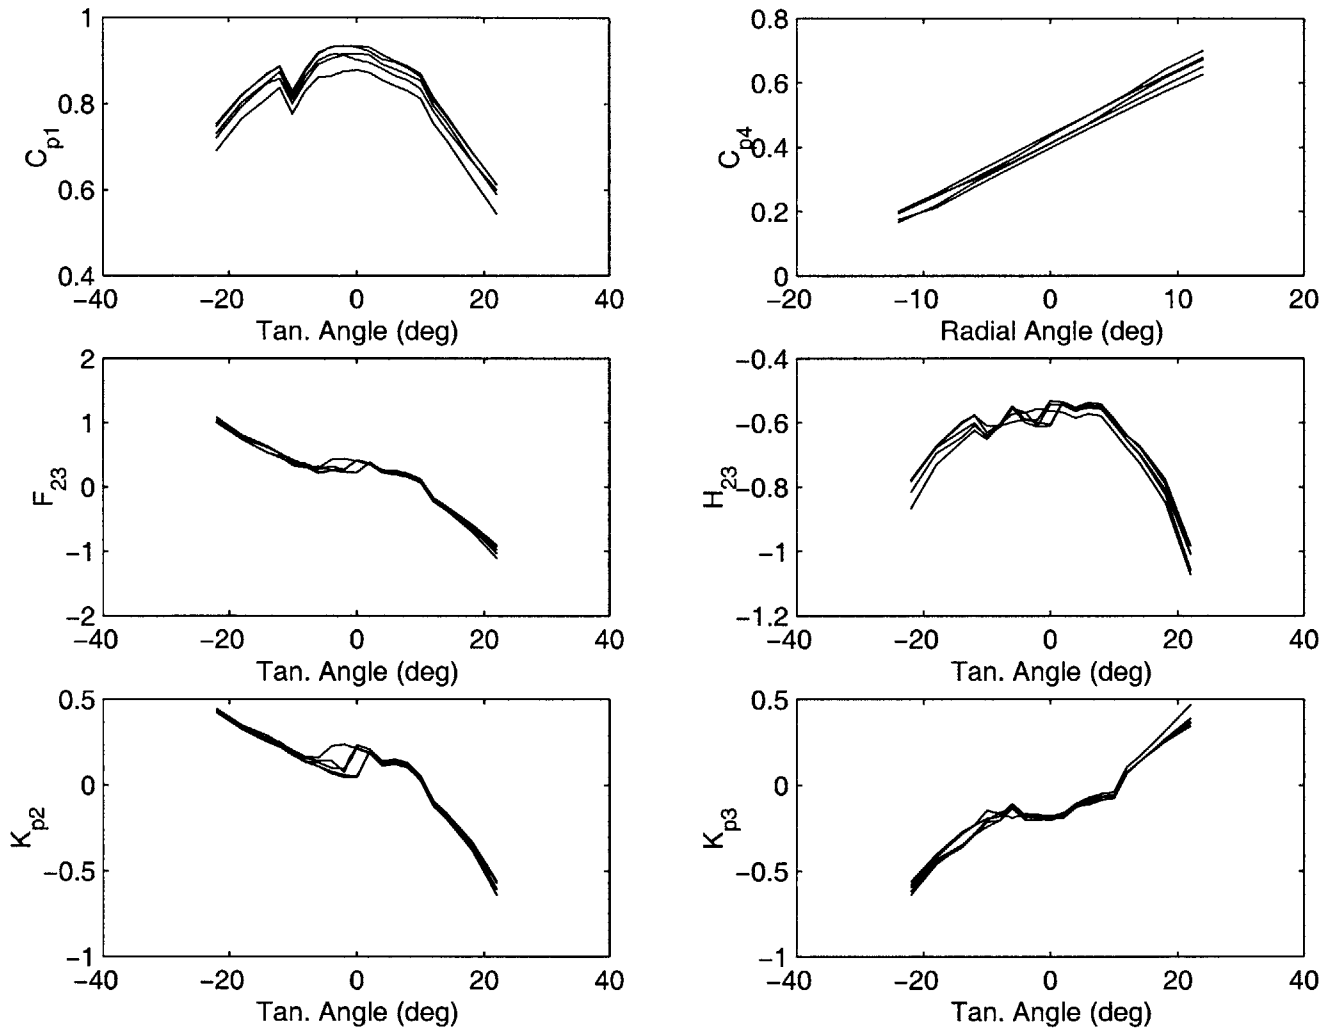 1
0.8
0.6
0.4
−40 −20 0 20 40
C_p1
Tan. Angle (deg)
0.8
0.6
0.4
0.2
0
−20 −10 0 10 20
C_p4
Radial Angle (deg)
2
1
0
−1
−2
−40 −20 0 20 40
F_23
Tan. Angle (deg)
−0.4
−0.6
−0.8
−1
−1.2
−40 −20 0 20 40
H_23
Tan. Angle (deg)
0.5
0
−0.5
−1
−40 −20 0 20 40
K_p2
Tan. Angle (deg)
0.5
0
−0.5
−1
−40 −20 0 20 40
K_p3
Tan. Angle (deg)